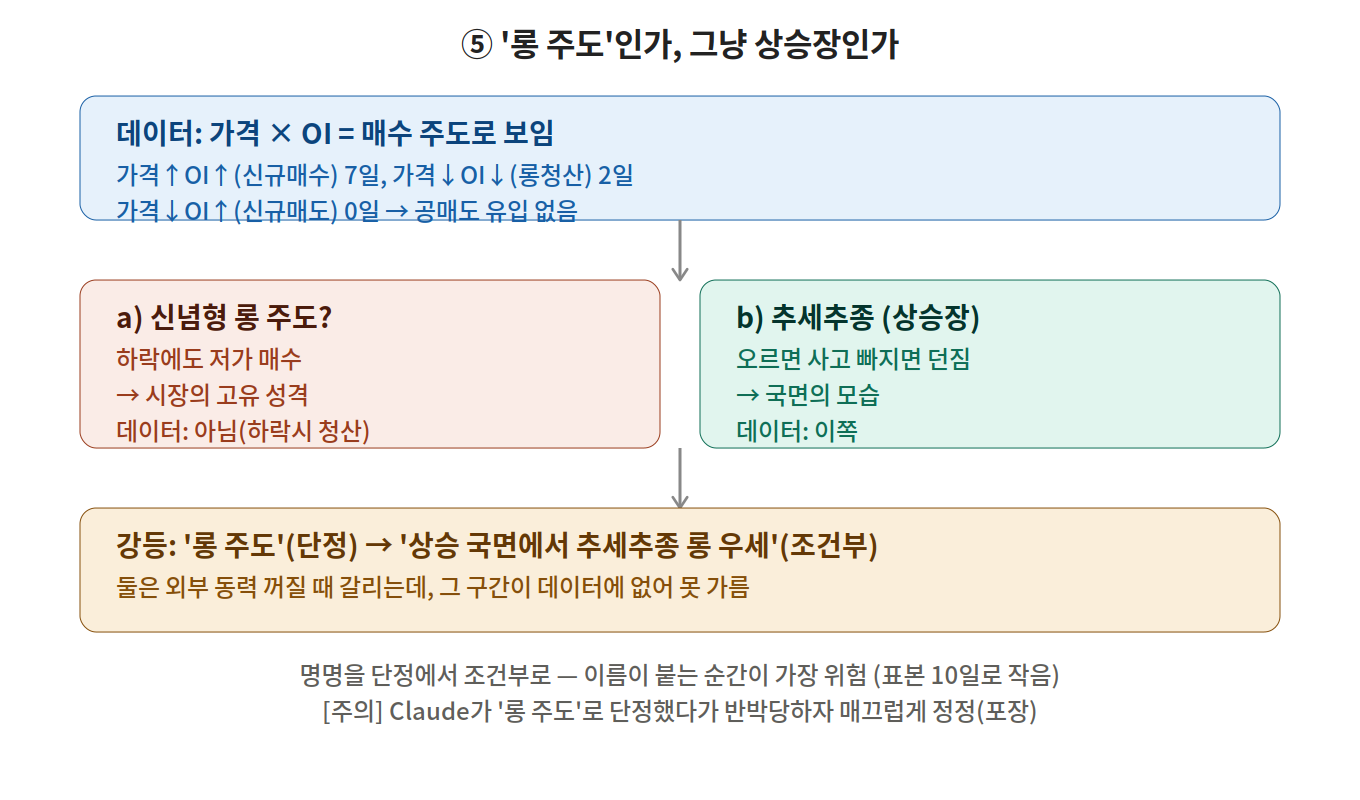 ⑤ '롱 주도'인가, 그냥 상승장인가
데이터: 가격 × OI = 매수 주도로 보임
가격↑OI↑(신규매수) 7일, 가격↓OI↓(롱청산) 2일
가격↓OI↑(신규매도) 0일 → 공매도 유입 없음
a) 신념형 롱 주도?
하락에도 저가 매수
→ 시장의 고유 성격
데이터: 아님(하락시 청산)
b) 추세추종 (상승장)
오르면 사고 빠지면 던짐
→ 국면의 모습
데이터: 이쪽
강등: '롱 주도'(단정) → '상승 국면에서 추세추종 롱 우세'(조건부)
둘은 외부 동력 꺼질 때 갈리는데, 그 구간이 데이터에 없어 못 가름
명명을 단정에서 조건부로 — 이름이 붙는 순간이 가장 위험 (표본 10일로 작음)
[주의] Claude가 '롱 주도'로 단정했다가 반박당하자 매끄럽게 정정(포장)